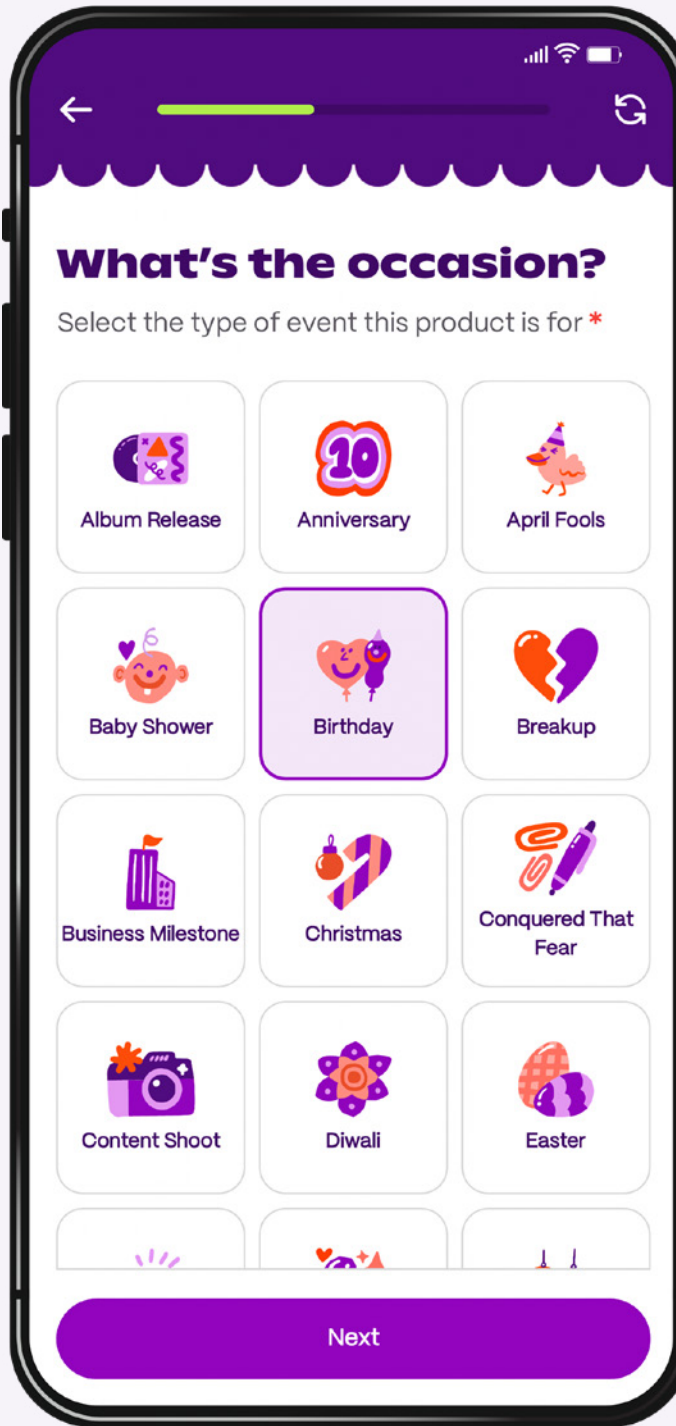 What's the occasion?
Select the type of event this product is for *
10
Album Release
Anniversary
April Fools
Baby Shower
Birthday
Breakup
Business Milestone
Christmas
Conquered That
Fear
Content Shoot
Diwali
Easter
Next